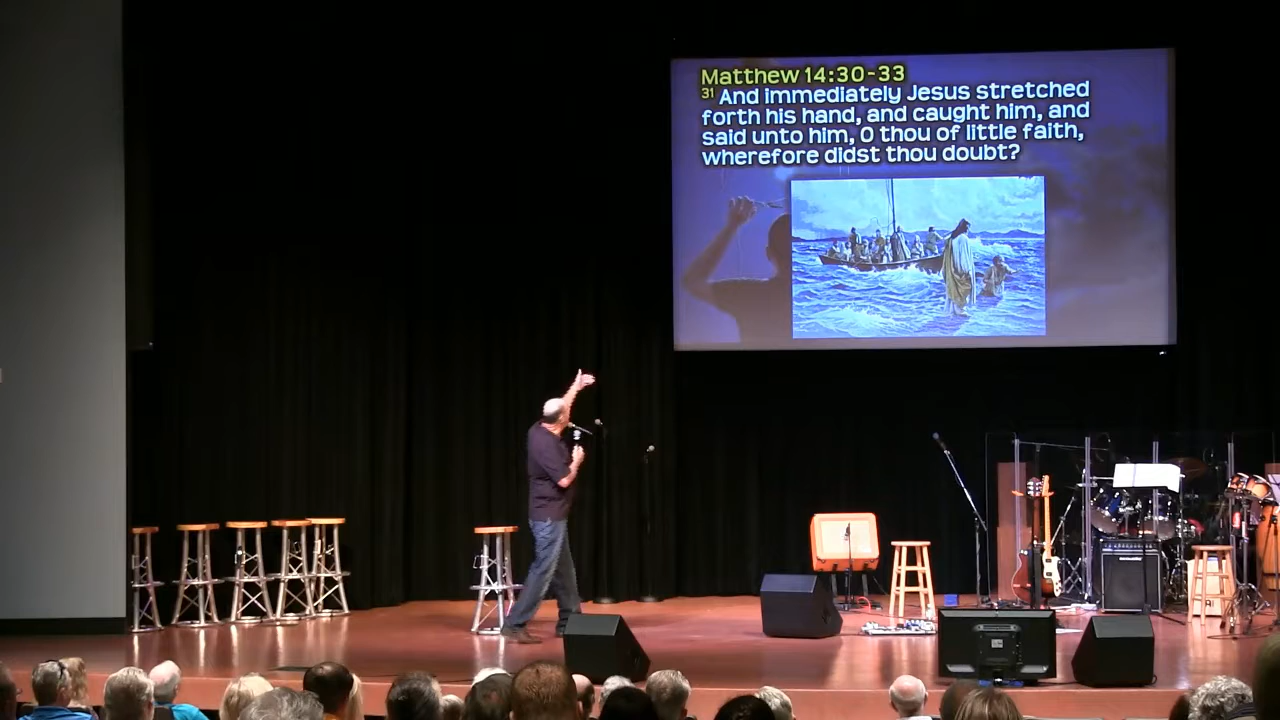 Matthew 14:30-33
31 And immediately Jesus stretched
forth his hand, and caught him, and
said unto him, O thou of little faith,
wherefore didst thou doubt?